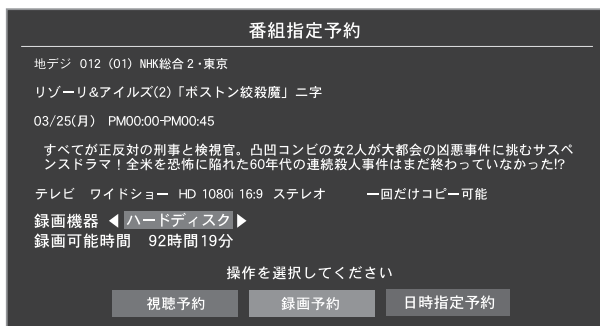 番組指定予約
地デジ 012 (01) NHK総合2・東京
リゾーリ&アイルズ(2)「ボストン絞殺魔」二字
03/25(月) PM00:00-PM00:45
すべてが正反対の刑事と検視官。凸凹コンビの女2人が大都会の凶悪事件に挑むサスペ
ンスドラマ！全米を恐怖に陥れた60年代の連続殺人事件はまだ終わっていなかった!?
テレビ ワイドショー HD 1080i 16:9 ステレオ 一回だけコピー可能
録画機器 ◀ ハードディスク ▶
録画可能時間 92時間19分
操作を選択してください
視聴予約 録画予約 日時指定予約